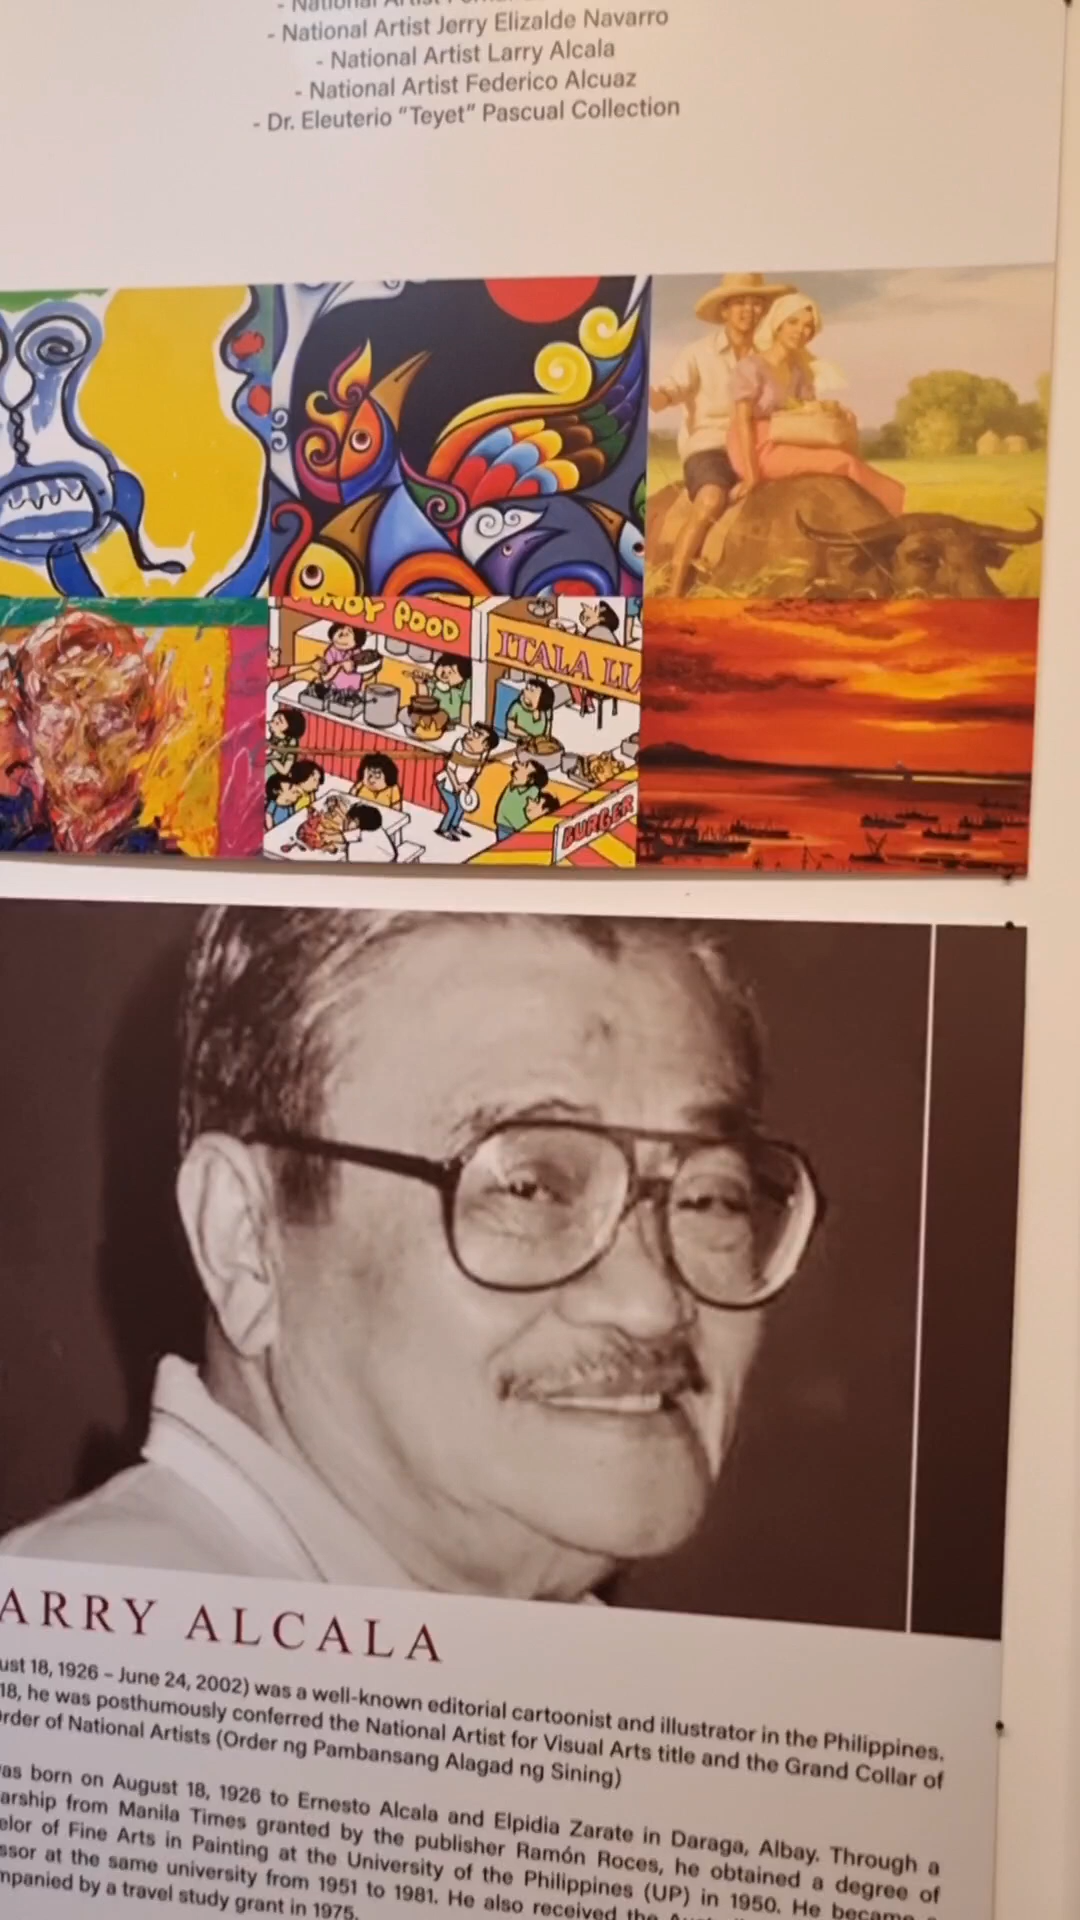 - National Artist
- National Artist Jerry Elizalde Navarro
- National Artist Larry Alcala
- National Artist Federico Alcuaz
- Dr. Eleuterio “Teyet” Pascual Collection
POOD
ITALA LL
BURGER
ARRY ALCALA
ust 18, 1926 – June 24, 2002) was a well-known editorial cartoonist and illustrator in the Philippines.
18, he was posthumously conferred the National Artist for Visual Arts title and the Grand Collar of
rder of National Artists (Order ng Pambansang Alagad ng Sining)
as born on August 18, 1926 to Ernesto Alcala and Elpidia Zarate in Daraga, Albay. Through a
arship from Manila Times granted by the publisher Ramón Roces, he obtained a degree of
elor of Fine Arts in Painting at the University of the Philippines (UP) in 1950. He became
ssor at the same university from 1951 to 1981. He also received the
mpanied by a travel study grant in 1975.